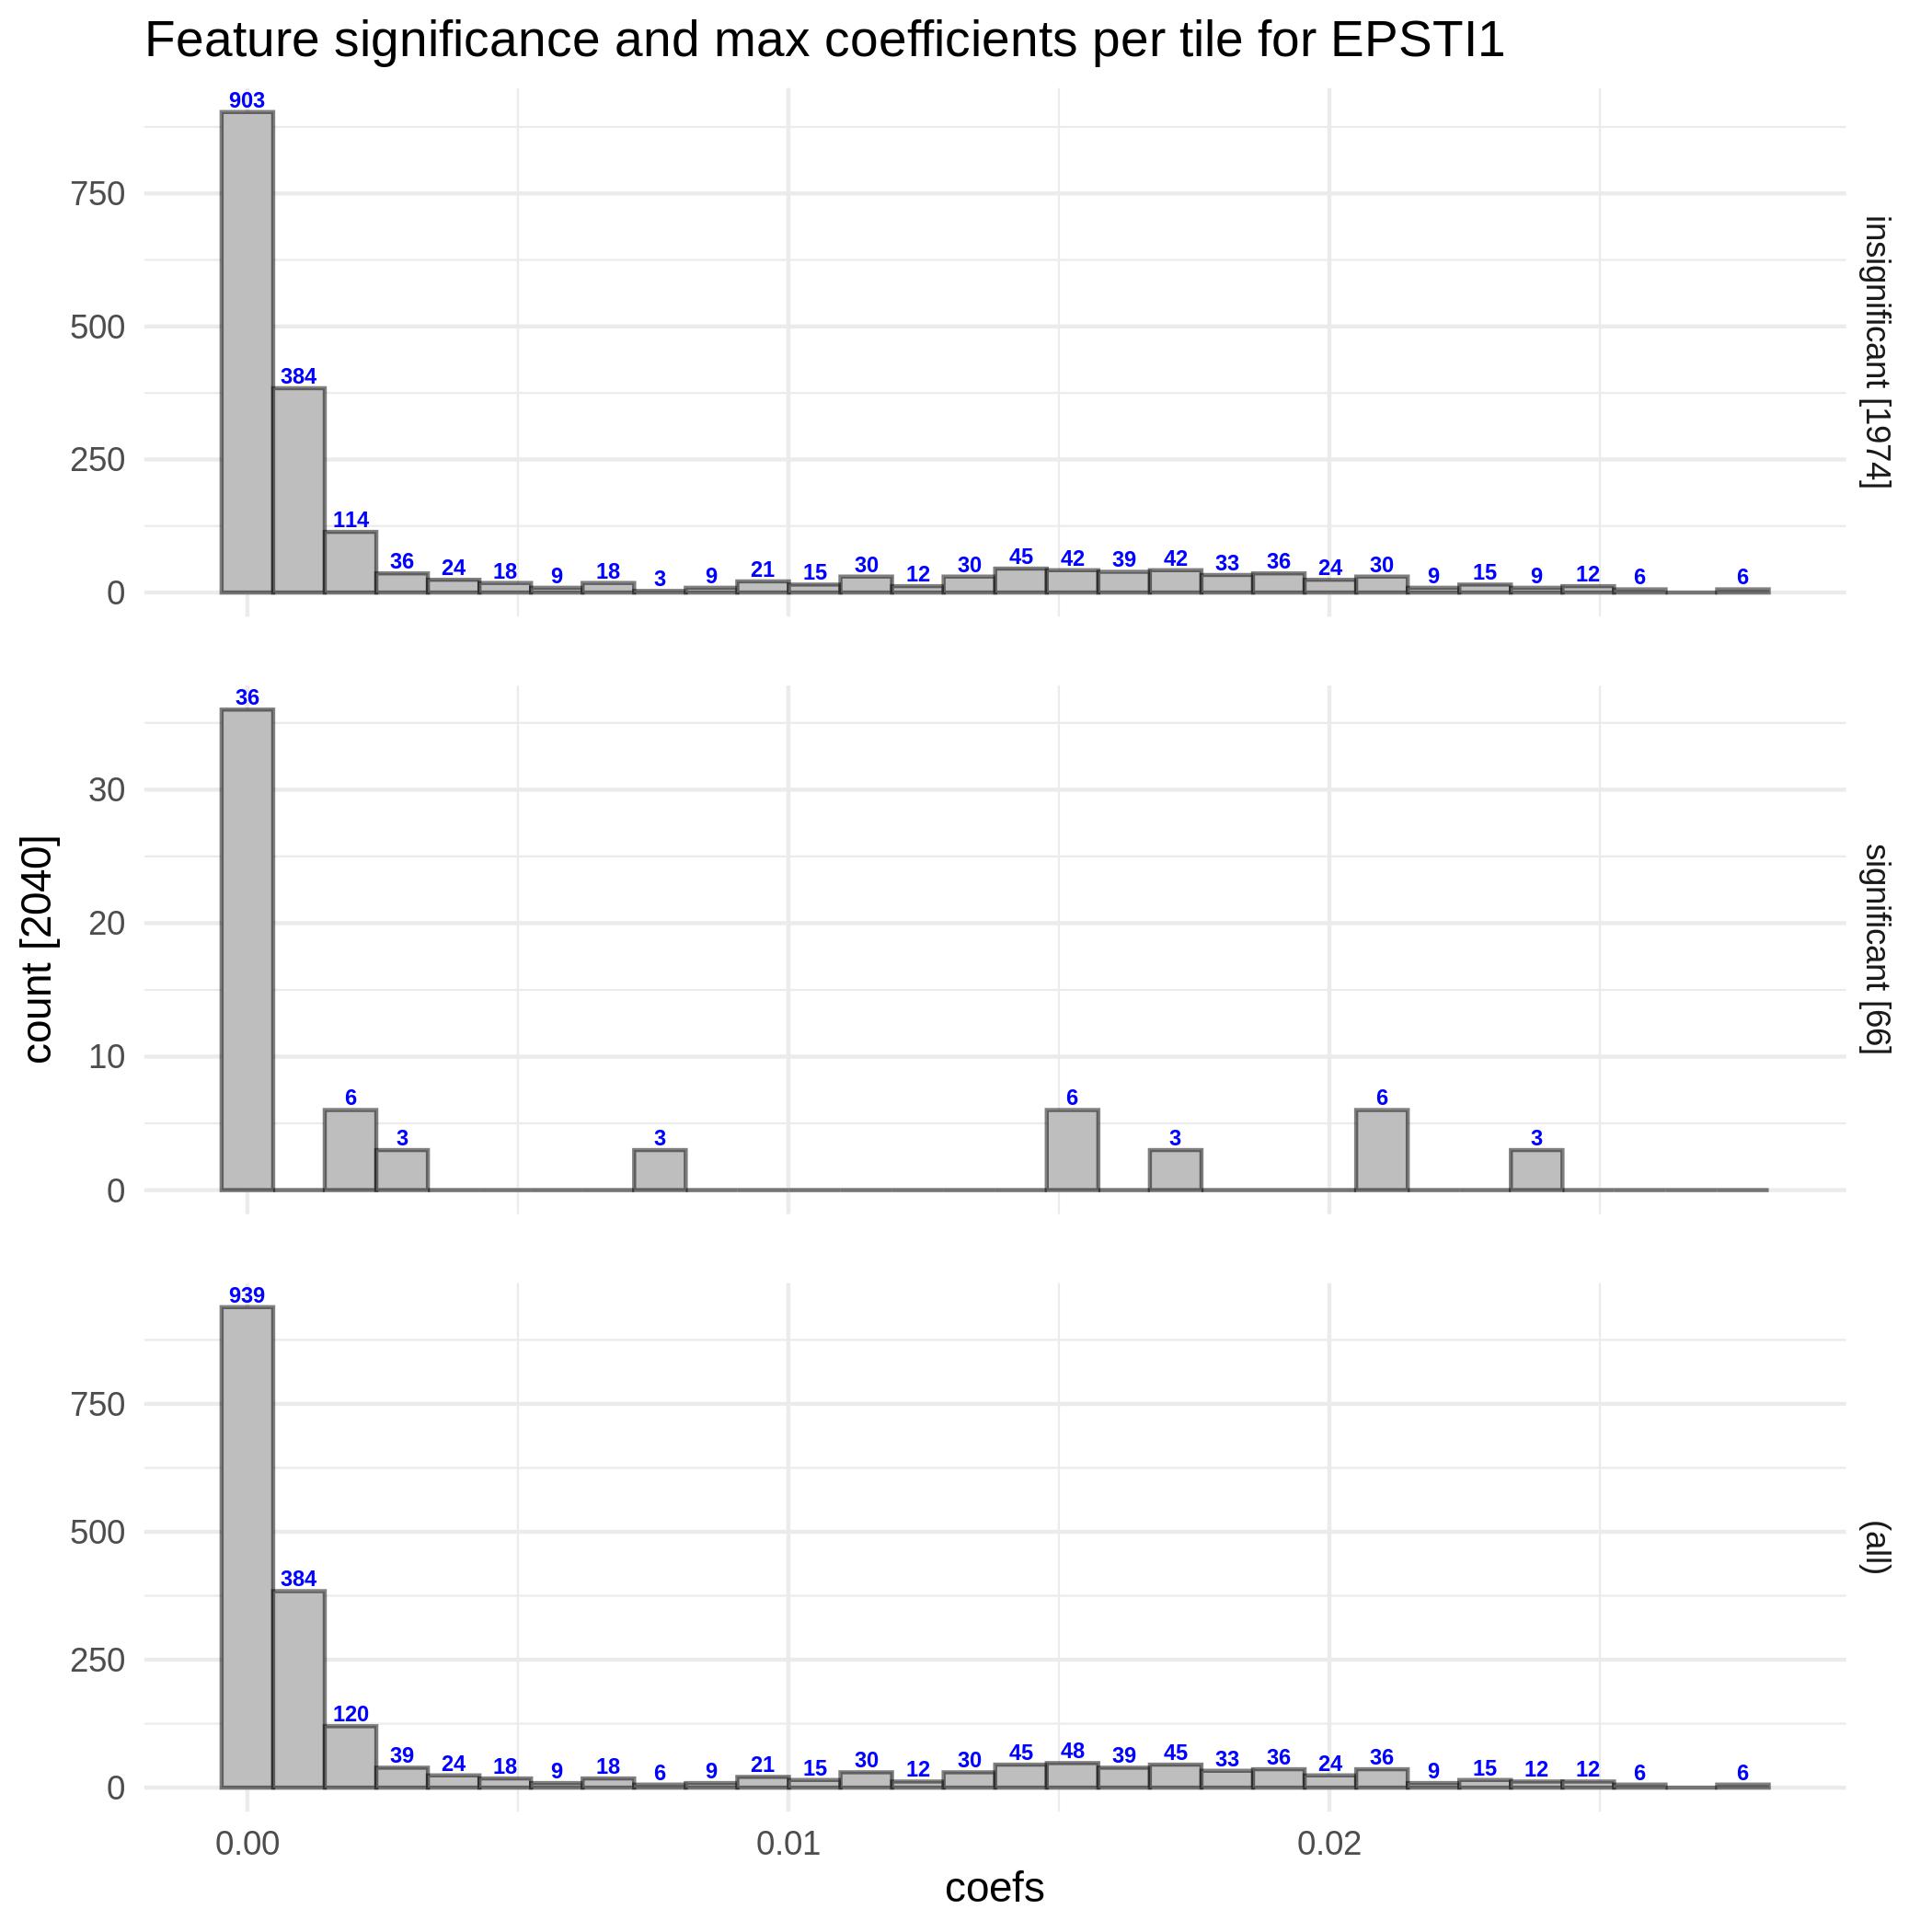 Feature significance and max coefficients per tile for EPSTI1
903
384
114
36 24 18 9 18 3 9 21 15 30 12 30 45 42 39 42 33 36 24 30 9 15 9 12 6 6
750
500
250
0
insignificant [1974]
36
6
3
3
6
3
6
3
30
20
10
0
significant [66]
count [2040]
939
384
120
39 24 18 9 18 6 9 21 15 30 12 30 45 48 39 45 33 36 24 36 9 15 12 12 6 6
750
500
250
0
(all)
0.00 0.01 0.02
coefs